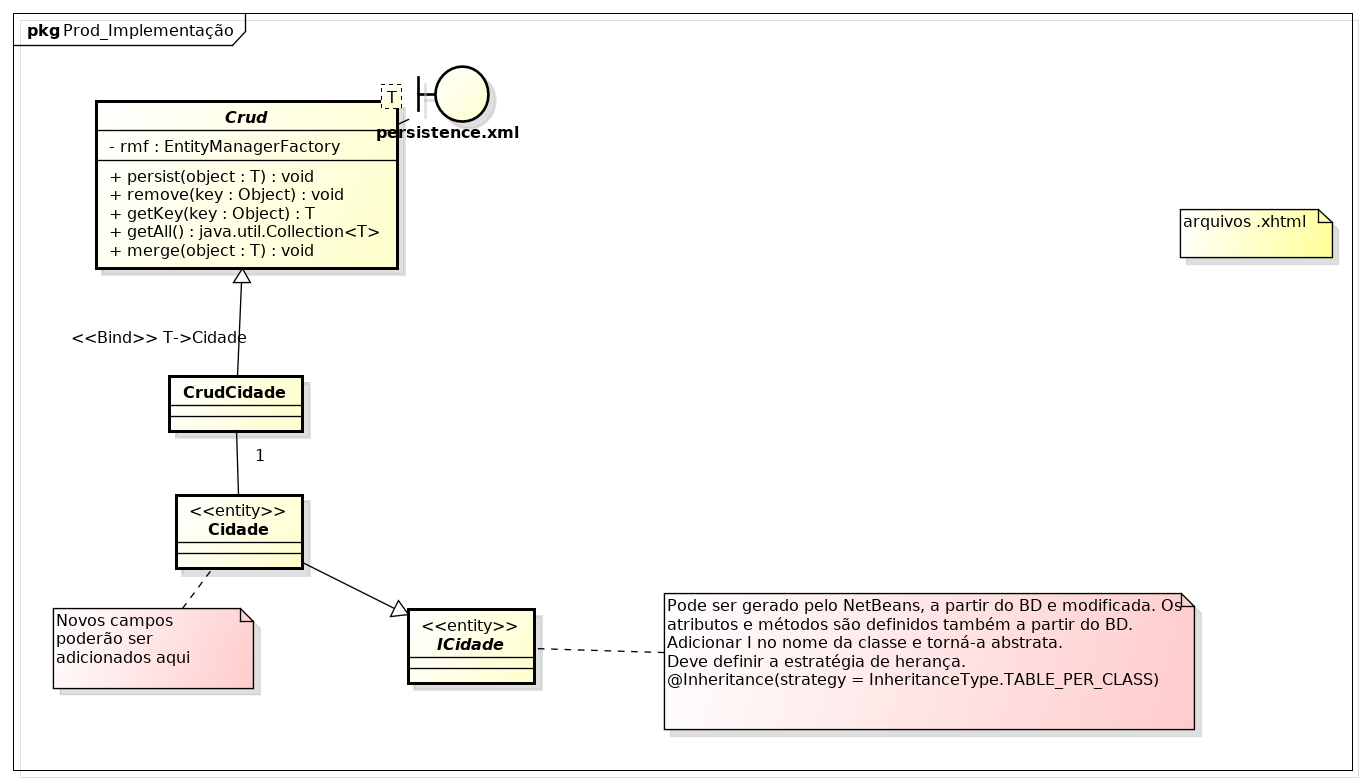 pkg Prod_Implementação
T
Crud
persistence.xml
- rmf : EntityManagerFactory
+ persist(object : T) : void
+ remove(key : Object) : void
+ getKey(key : Object) : T
+ getAll() : java.util.Collection<T>
+ merge(object : T) : void
arquivos .xhtml
<<Bind>> T->Cidade
CrudCidade
1
<<entity>>
Cidade
Novos campos
poderão ser
adicionados aqui
<<entity>>
ICidade
Pode ser gerado pelo NetBeans, a partir do BD e modificada. Os
atributos e métodos são definidos também a partir do BD.
Adicionar I no nome da classe e torná-a abstrata.
Deve definir a estratégia de herança.
@Inheritance(strategy = InheritanceType.TABLE_PER_CLASS)